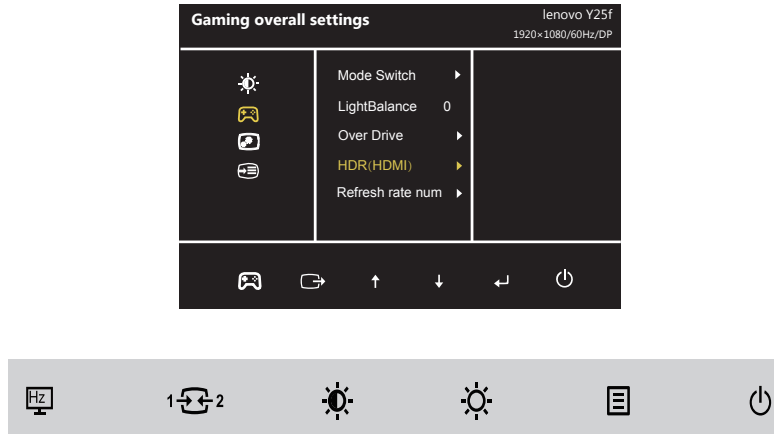 Gaming overall settings
lenovo Y25f
1920×1080/60Hz/DP
Mode Switch
LightBalance 0
Over Drive
HDR(HDMI)
Refresh rate num
Hz
1 2